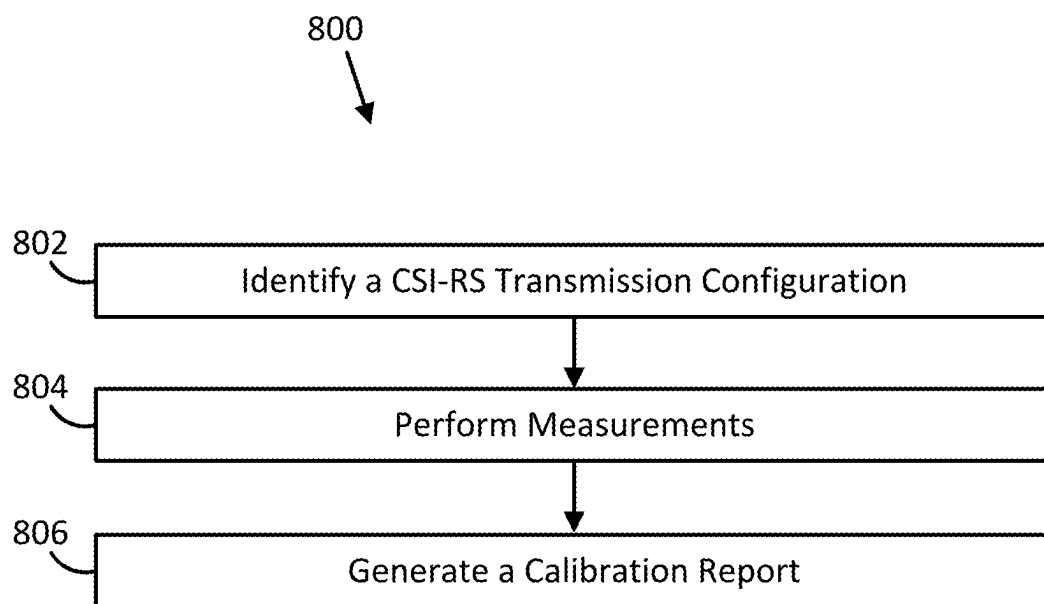 800
802
Identify a CSI-RS Transmission Configuration
804
Perform Measurements
806
Generate a Calibration Report